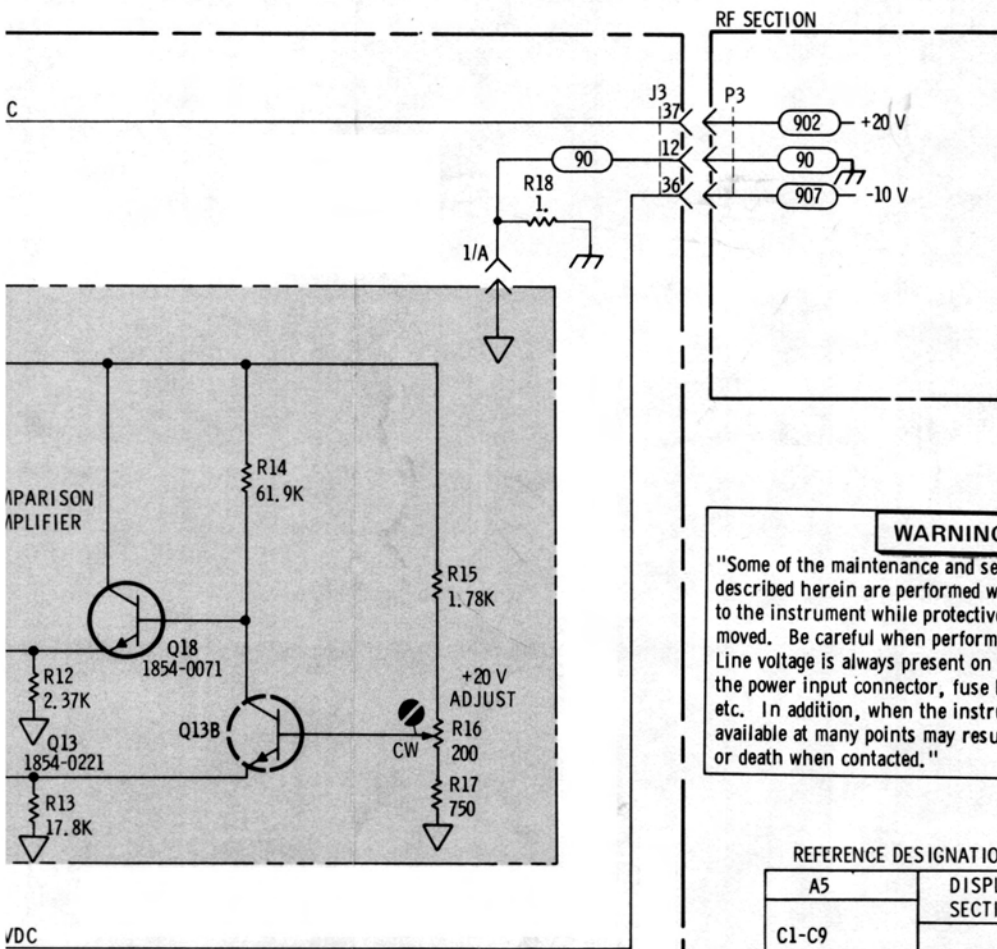 RF SECTION
C
J3
P3
37
902
+20 V
12
90
90
36
907
-10 V
R18
1.
1/A
R14
61.9K
MPARISON
MPLIFIER
R15
1.78K
Q18
1854-0071
R12
2.37K
+20 V
ADJUST
Q13B
R16
200
CW
Q13
1854-0221
R17
750
R13
17.8K
VDC
WARNING
"Some of the maintenance and se
described herein are performed w
to the instrument while protective
moved. Be careful when perform
Line voltage is always present on
the power input connector, fuse
etc. In addition, when the instru
available at many points may resu
or death when contacted."
REFERENCE DESIGNATIO
A5
DISPL
SECTI
C1-C9